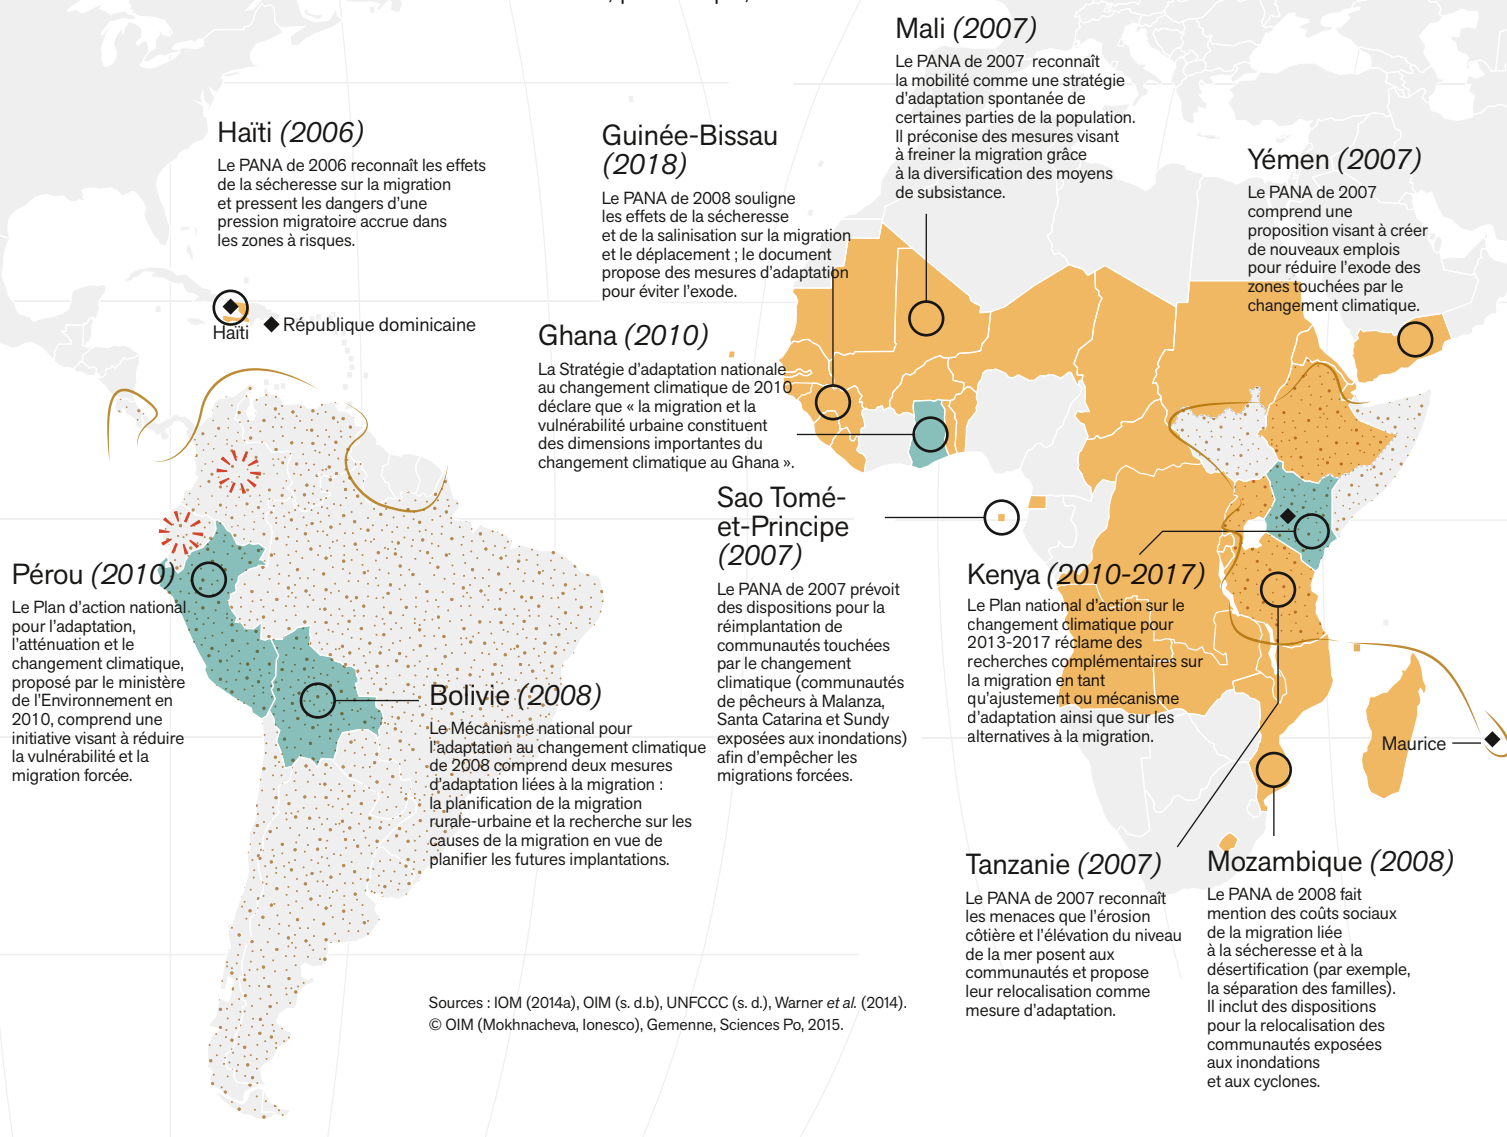 Mali (2007)
Le PANA de 2007 reconnaît
la mobilité comme une stratégie
d'adaptation spontanée de
certaines parties de la population.
Il préconise des mesures visant
à freiner la migration grâce
à la diversification des moyens
de subsistance.
Haïti (2006)
Le PANA de 2006 reconnaît les effets
de la sécheresse sur la migration
et pressent les dangers d'une
pression migratoire accrue dans
les zones à risques.
Haïti
République dominicaine
Guinée-Bissau
(2018)
Le PANA de 2008 souligne
les effets de la sécheresse
et de la salinisation sur la migration
et le déplacement ; le document
propose des mesures d'adaptation
pour éviter l'exode.
Yémen (2007)
Le PANA de 2007
comprend une
proposition visant à créer
de nouveaux emplois
pour réduire l'exode des
zones touchées par le
changement climatique.
Ghana (2010)
La Stratégie d'adaptation nationale
au changement climatique de 2010
déclare que « la migration et la
vulnérabilité urbaine constituent
des dimensions importantes du
changement climatique au Ghana ».
Sao Tomé-
et-Principe
(2007)
Le PANA de 2007 prévoit
des dispositions pour la
réimplantation de
communautés touchées
par le changement
climatique (communautés
de pêcheurs à Malanza,
Santa Catarina et Sundy
exposées aux inondations)
afin d'empêcher les
migrations forcées.
Pérou (2010)
Le Plan d'action national
pour l'adaptation,
l'atténuation et le
changement climatique,
proposé par le ministère
de l'Environnement en
2010, comprend une
initiative visant à réduire
la vulnérabilité et la
migration forcée.
Kenya (2010-2017)
Le Plan national d'action sur le
changement climatique pour
2013-2017 réclame des
recherches complémentaires sur
la migration en tant
qu'ajustement ou mécanisme
d'adaptation ainsi que sur les
alternatives à la migration.
Bolivie (2008)
Le Mécanisme national pour
l'adaptation au changement climatique
de 2008 comprend deux mesures
d'adaptation liées à la migration :
la planification de la migration
rurale-urbaine et la recherche sur les
causes de la migration en vue de
planifier les futures implantations.
Maurice
Tanzanie (2007)
Le PANA de 2007 reconnaît
les menaces que l'érosion
côtière et l'élévation du niveau
de la mer posent aux
communautés et propose
leur relocalisation comme
mesure d'adaptation.
Mozambique (2008)
Le PANA de 2008 fait
mention des coûts sociaux
de la migration liée
à la sécheresse et à la
désertification (par exemple,
la séparation des familles).
Il inclut des dispositions
pour la relocalisation des
communautés exposées
aux inondations
et aux cyclones.
Sources : IOM (2014a), OIM (s. d.b), UNFCCC (s. d.), Warner et al. (2014).
© OIM (Mokhnacheva, Ionesco), Gemenne, Sciences Po, 2015.